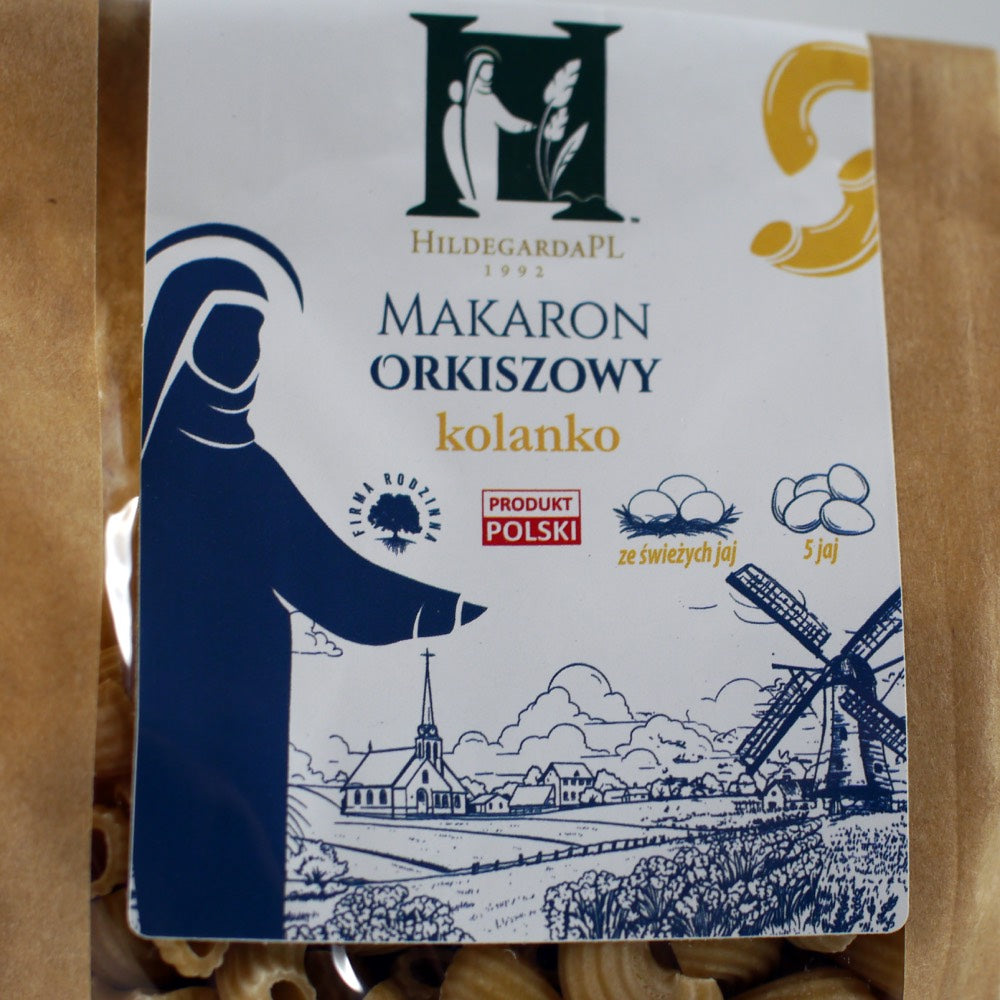 HILDEGARDAPL
1992
MAKARON
ORKISZOWY
kolanko
FIRMA RODZINNA
PRODUKT
POLSKI
ze świeżych jaj
5 jaj